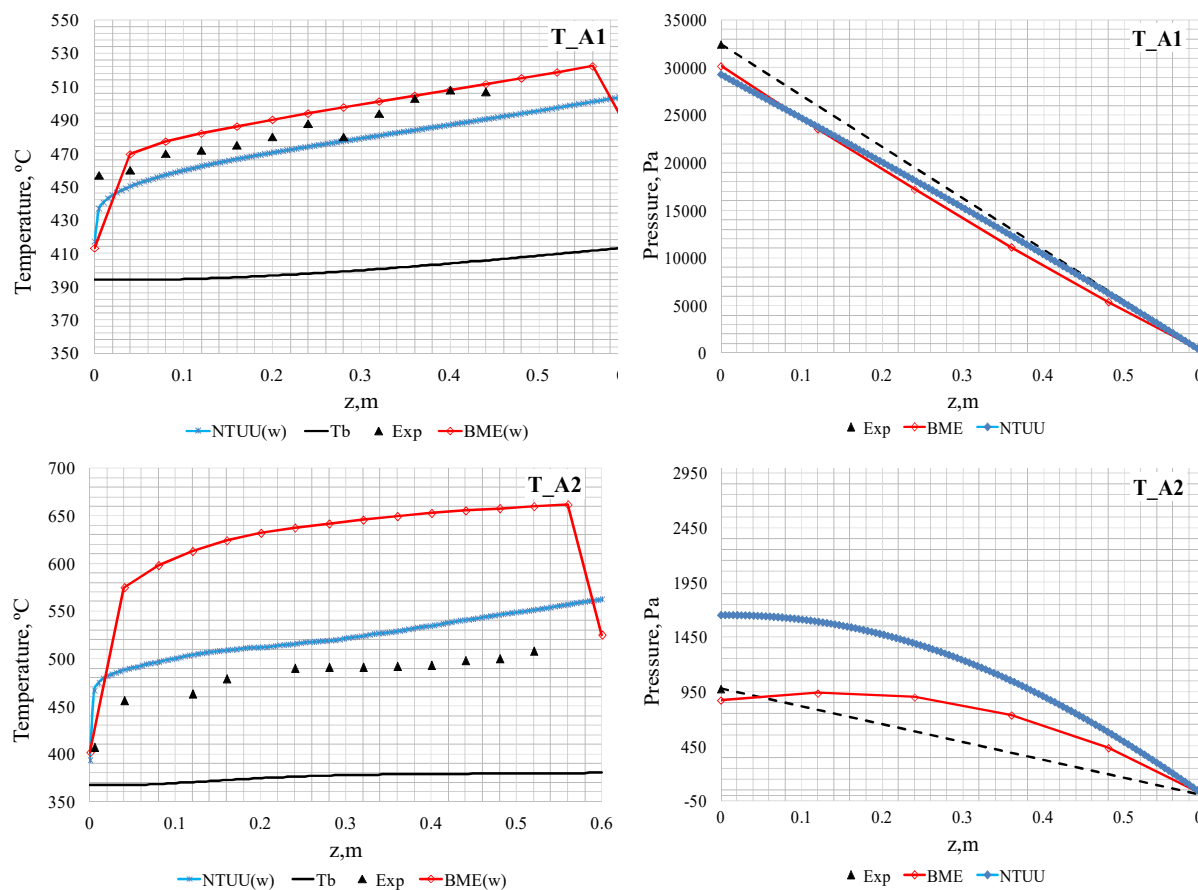 T_A1
550
530
510
490
470
450
430
410
390
370
350
Temperature, ºC
0 0.1 0.2 0.3 0.4 0.5
z,m
NTUU(w) Tb Exp BME(w)
T_A1
35000
30000
25000
20000
15000
10000
5000
0
Pressure, Pa
0 0.1 0.2 0.3 0.4 0.5
z,m
Exp BME NTUU
T_A2
700
650
600
550
500
450
400
350
Temperature, ºC
0 0.1 0.2 0.3 0.4 0.5 0.6
z,m
NTUU(w) Tb Exp BME(w)
T_A2
2950
2450
1950
1450
950
450
-50
Pressure, Pa
0 0.1 0.2 0.3 0.4 0.5
z,m
Exp BME NTUU